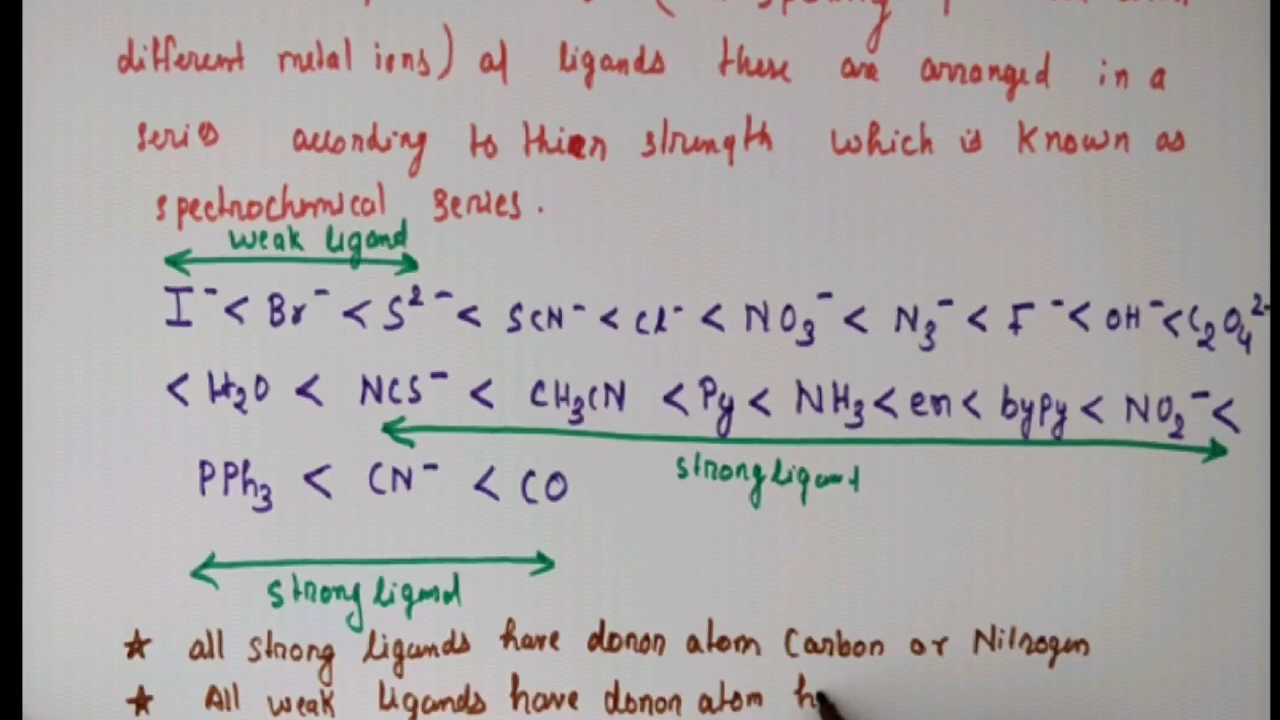 different metal ions) of ligands these are arranged in a
series according to thier strength which is known as
spectrochemical series.
weak ligand
I⁻ < Br⁻ < S²⁻ < SCN⁻ < Cl⁻ < NO₃⁻ < N₃⁻ < F⁻ < OH⁻ < C₂O₄²⁻
< H₂O < NCS⁻ < CH₃CN < Py < NH₃ < en < bypy < NO₂⁻ <
strong ligand
PPh₃ < CN⁻ < CO
strong ligand
★ all strong ligands have donor atom Carbon or Nitrogen
★ All weak ligands have donor atom h